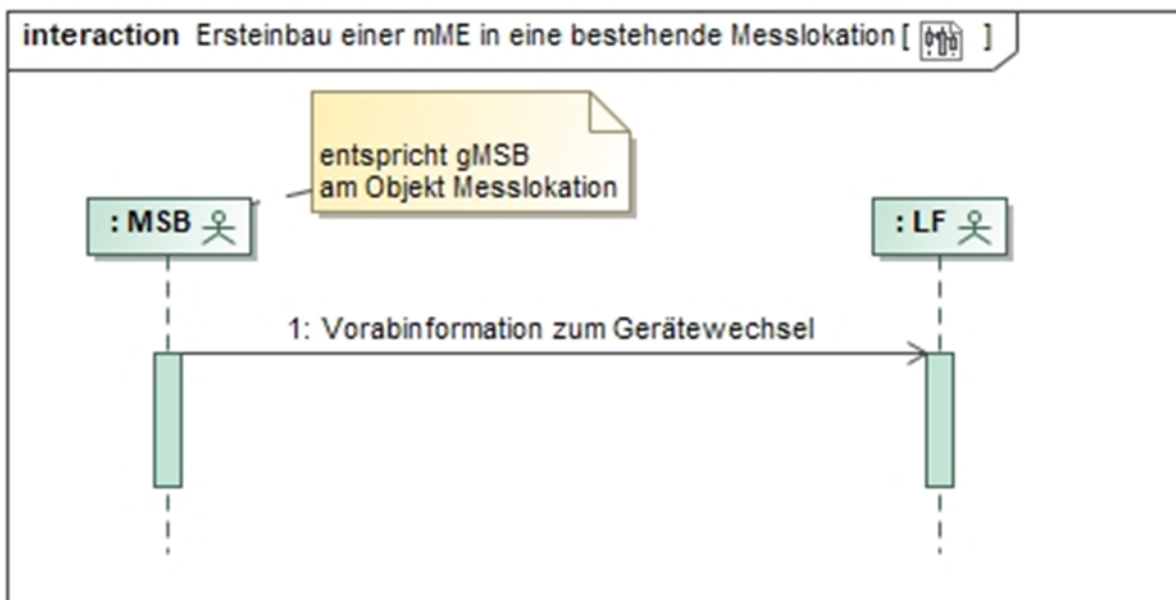 interaction Ersteinbau einer mME in eine bestehende Messlokation [ ]
entspricht gMSB
am Objekt Messlokation
: MSB
: LF
1: Vorabinformation zum Gerätewechsel